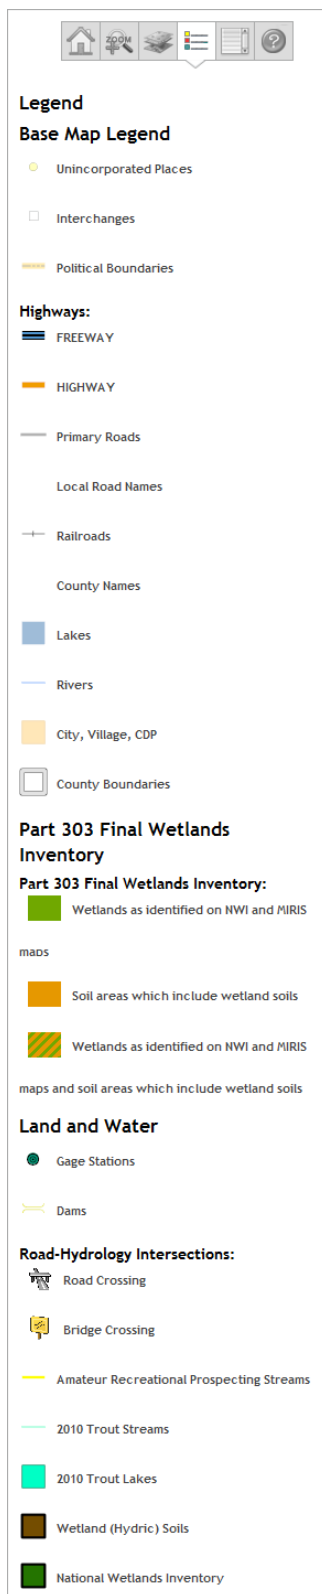 ZOOM
Legend
Base Map Legend
Unincorporated Places
Interchanges
Political Boundaries
Highways:
FREEWAY
HIGHWAY
Primary Roads
Local Road Names
Railroads
County Names
Lakes
Rivers
City, Village, CDP
County Boundaries
Part 303 Final Wetlands
Inventory
Part 303 Final Wetlands Inventory:
Wetlands as identified on NWI and MIRIS
maps
Soil areas which include wetland soils
Wetlands as identified on NWI and MIRIS
maps and soil areas which include wetland soils
Land and Water
Gage Stations
Dams
Road-Hydrology Intersections:
Road Crossing
Bridge Crossing
Amateur Recreational Prospecting Streams
2010 Trout Streams
2010 Trout Lakes
Wetland (Hydric) Soils
National Wetlands Inventory